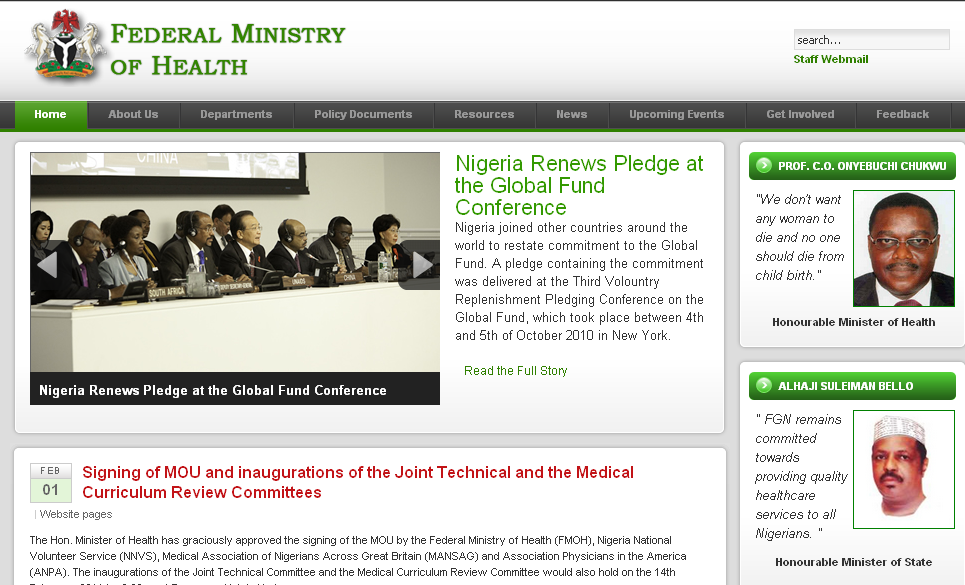 FEDERAL MINISTRY
OF HEALTH
search...
Staff Webmail
Home
About Us
Departments
Policy Documents
Resources
News
Upcoming Events
Get Involved
Feedback
CHINA
SOUTH AFRICA
UNAIDS
CHINA
Nigeria Renews Pledge at the Global Fund Conference
Nigeria Renews Pledge at
the Global Fund
Conference
Nigeria joined other countries around the
world to restate commitment to the Global
Fund. A pledge containing the commitment
was delivered at the Third Volountry
Replenishment Pledging Conference on the
Global Fund, which took place between 4th
and 5th of October 2010 in New York.
Read the Full Story
PROF. C.O. ONYEBUCHI CHUKWU
"We don't want
any woman to
die and no one
should die from
child birth."
Honourable Minister of Health
ALHAJI SULEIMAN BELLO
" FGN remains
committed
towards
providing quality
healthcare
services to all
Nigerians. "
Honourable Minister of State
FEB
01
Signing of MOU and inaugurations of the Joint Technical and the Medical
Curriculum Review Committees
| Website pages
The Hon. Minister of Health has graciously approved the signing of the MOU by the Federal Ministry of Health (FMOH), Nigeria National
Volunteer Service (NNVS), Medical Association of Nigerians Across Great Britain (MANSAG) and Association Physicians in the America
(ANPA). The inaugurations of the Joint Technical Committee and the Medical Curriculum Review Committee would also hold on the 14th